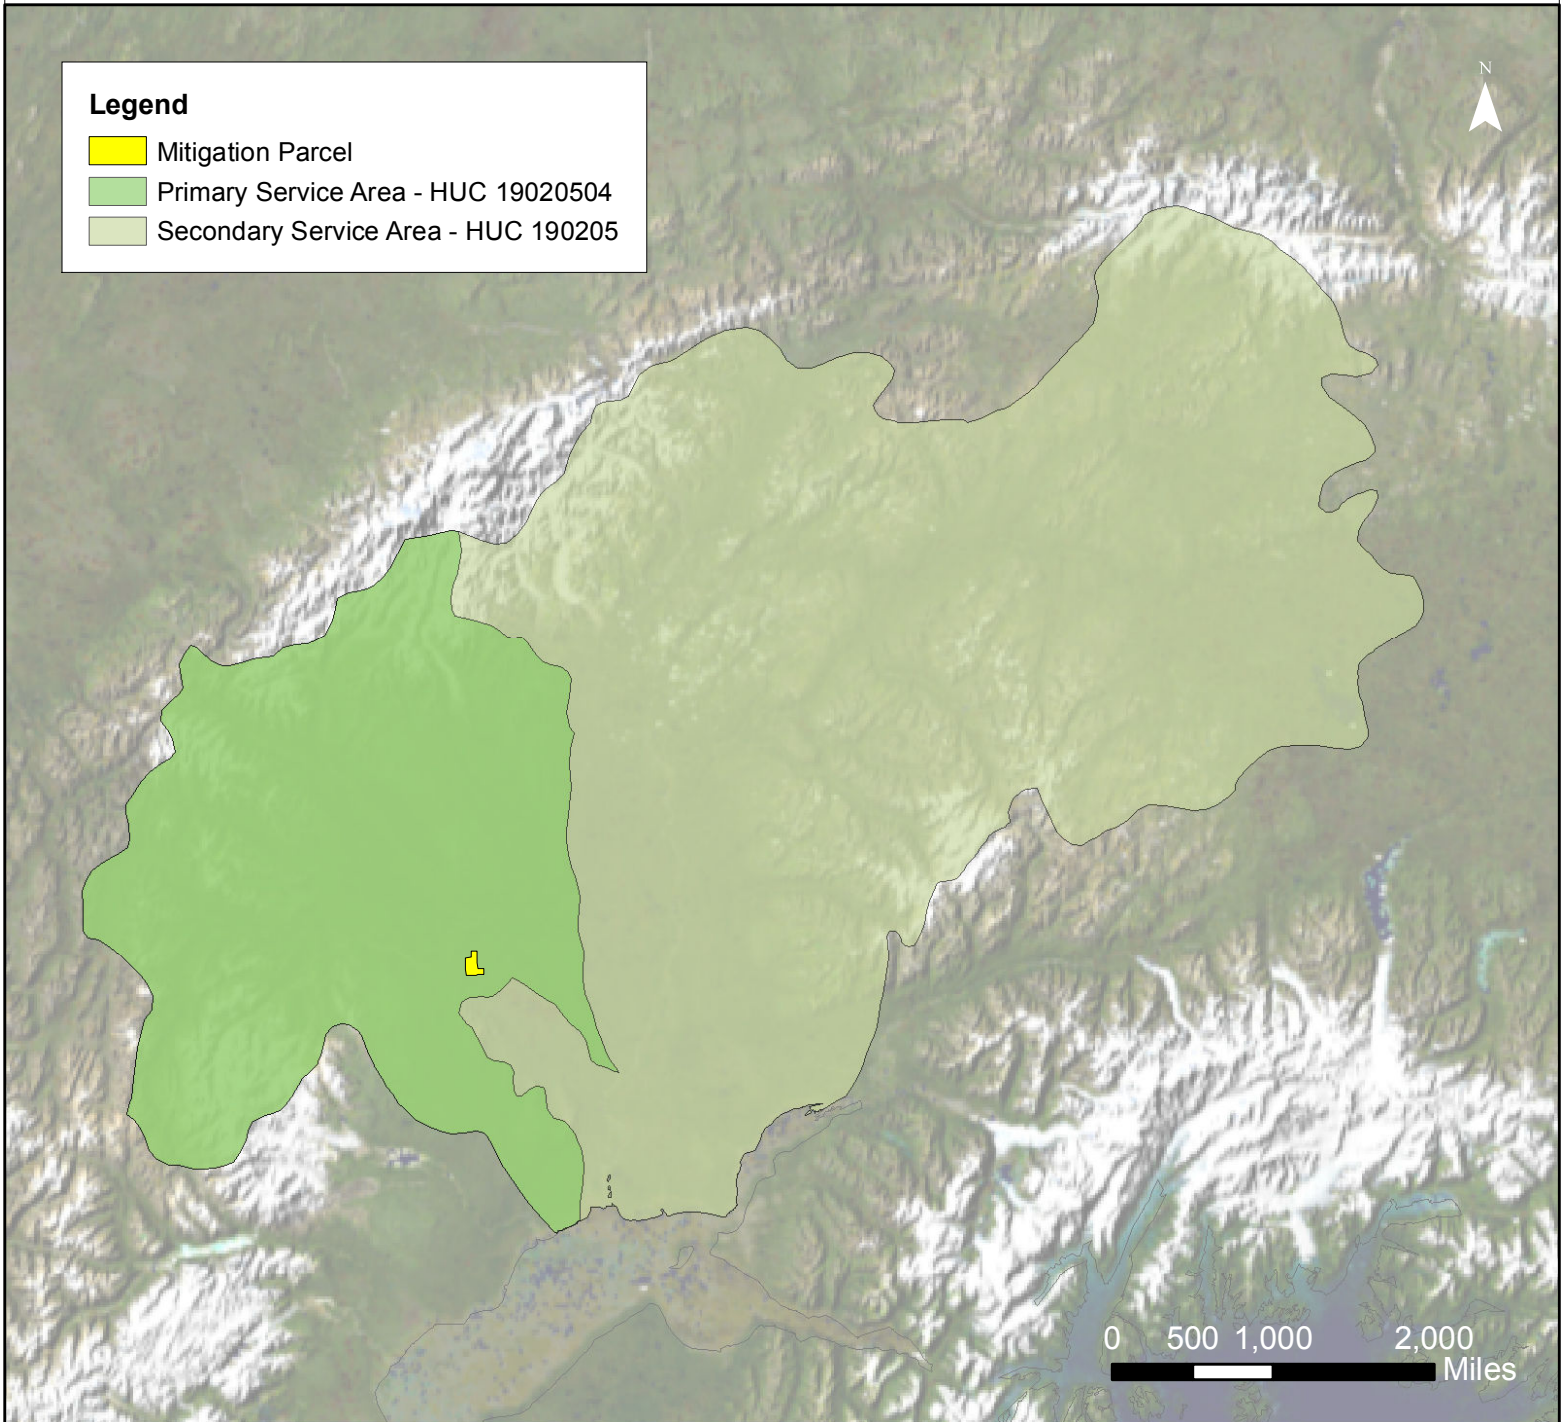 Legend
Mitigation Parcel
Primary Service Area - HUC 19020504
Secondary Service Area - HUC 190205
N
0 500 1,000 2,000
Miles